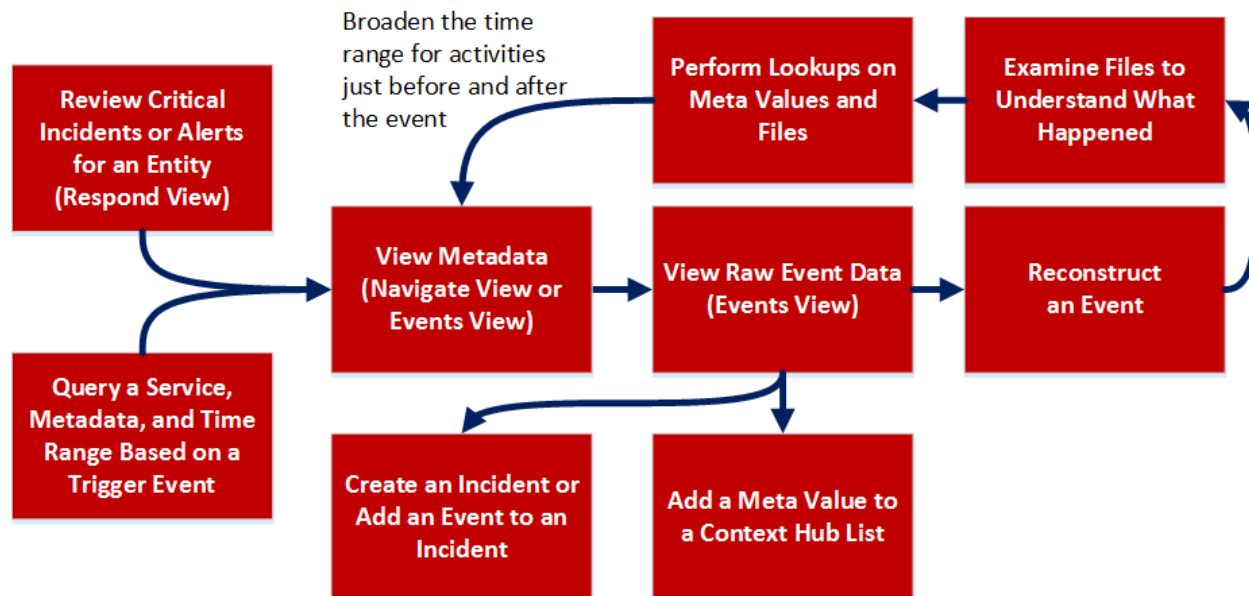 Broaden the time
range for activities
just before and after
the event
Review Critical
Incidents or Alerts
for an Entity
(Respond View)
Perform Lookups on
Meta Values and
Files
Examine Files to
Understand What
Happened
View Metadata
(Navigate View or
Events View)
View Raw Event Data
(Events View)
Reconstruct
an Event
Query a Service,
Metadata, and Time
Range Based on a
Trigger Event
Create an Incident or
Add an Event to an
Incident
Add a Meta Value to
a Context Hub List